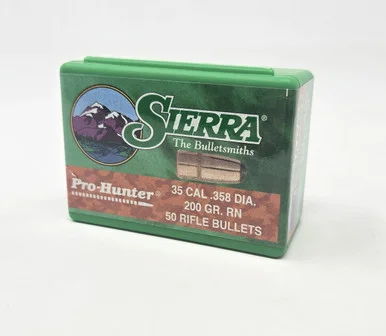 SIERRA®
The Bulletsmiths
Pro-Hunter®
35 CAL .358 DIA.
200 GR. RN
50 RIFLE BULLETS